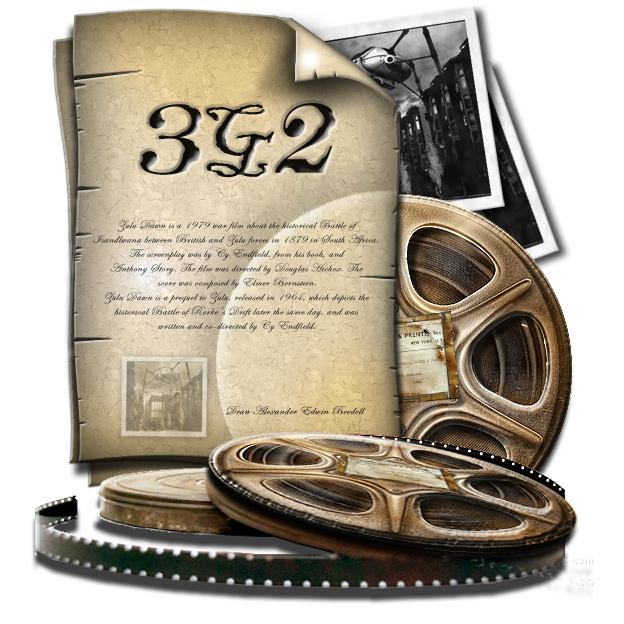 3G2
Zulu Dawn is a 1979 war film about the historical Battle of
Isandlwana between British and Zulu forces in 1879 in South Africa.
The screenplay was by Cy Endfield, from his book, and
Anthony Story. The film was directed by Douglas Hickox. The
score was composed by Elmer Bernstein.
Zulu Dawn is a prequel to Zulu, released in 1964, which depicts the
historical Battle of Rorke's Drift later the same day, and was
written and co-directed by Cy Endfield.
Dean Alexander Edwin Beedell
PRENTIS
NEW YORK